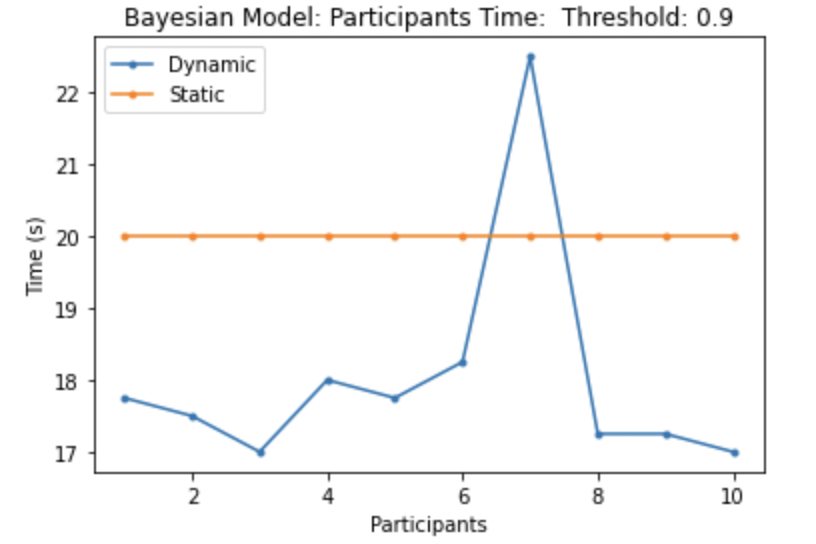 Bayesian Model: Participants Time:  Threshold: 0.9
Dynamic
Static
22
21
20
19
18
17
Time (s)
2 4 6 8 10
Participants